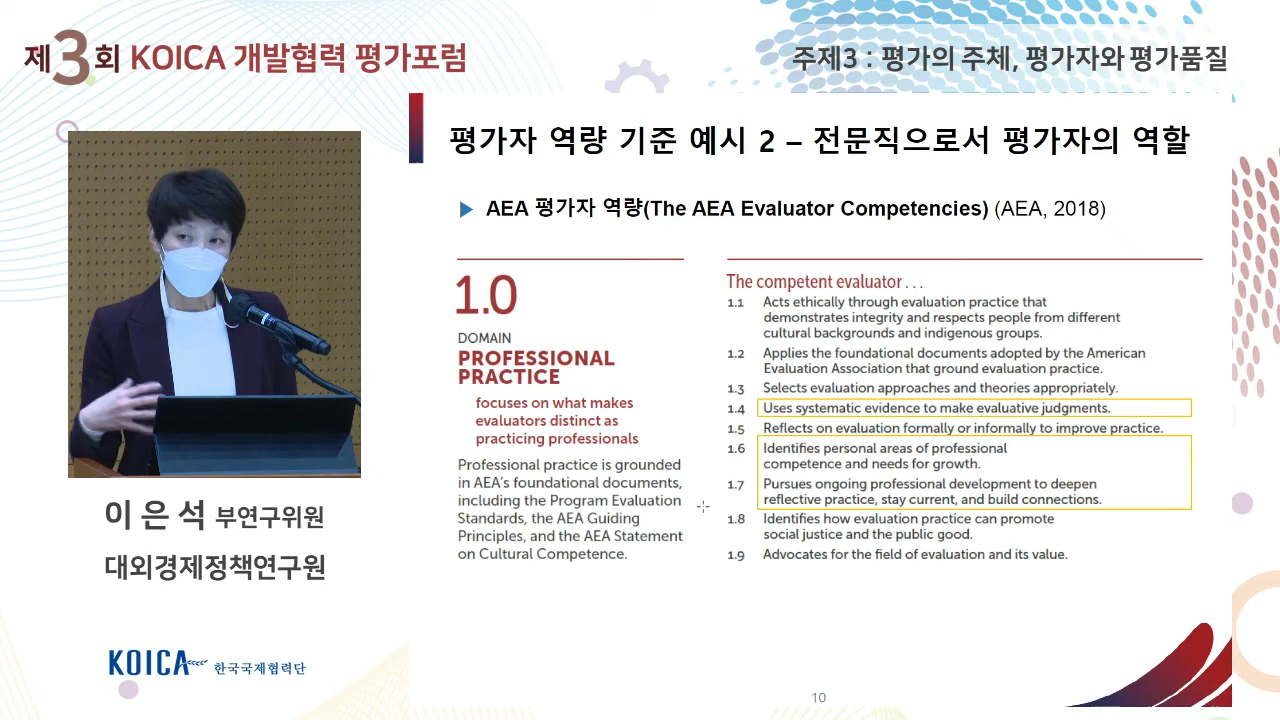 제3회 KOICA 개발협력 평가포럼
주제3 : 평가의 주체, 평가자와 평가품질
평가자 역량 기준 예시 2 – 전문직으로서 평가자의 역할
AEA 평가자 역량(The AEA Evaluator Competencies) (AEA, 2018)
1.0
DOMAIN
PROFESSIONAL
PRACTICE
focuses on what makes
evaluators distinct as
practicing professionals
Professional practice is grounded
in AEA's foundational documents,
including the Program Evaluation
Standards, the AEA Guiding
Principles, and the AEA Statement
on Cultural Competence.
The competent evaluator . . .
1.1 Acts ethically through evaluation practice that
demonstrates integrity and respects people from different
cultural backgrounds and indigenous groups.
1.2 Applies the foundational documents adopted by the American
Evaluation Association that ground evaluation practice.
1.3 Selects evaluation approaches and theories appropriately.
1.4 Uses systematic evidence to make evaluative judgments.
1.5 Reflects on evaluation formally or informally to improve practice.
1.6 Identifies personal areas of professional
competence and needs for growth.
1.7 Pursues ongoing professional development to deepen
reflective practice, stay current, and build connections.
1.8 Identifies how evaluation practice can promote
social justice and the public good.
1.9 Advocates for the field of evaluation and its value.
이 은 석 부연구위원
대외경제정책연구원
KOICA 한국국제협력단
10